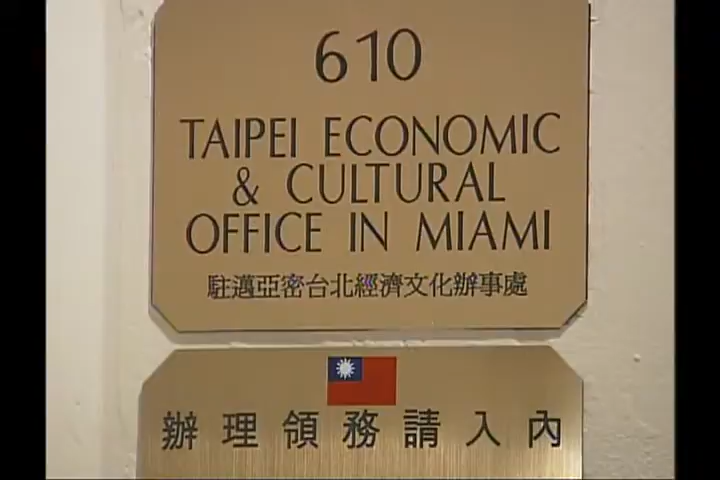 610
TAIPEI ECONOMIC
& CULTURAL
OFFICE IN MIAMI
駐邁亞密台北經濟文化辦事處
辦理領務請入內